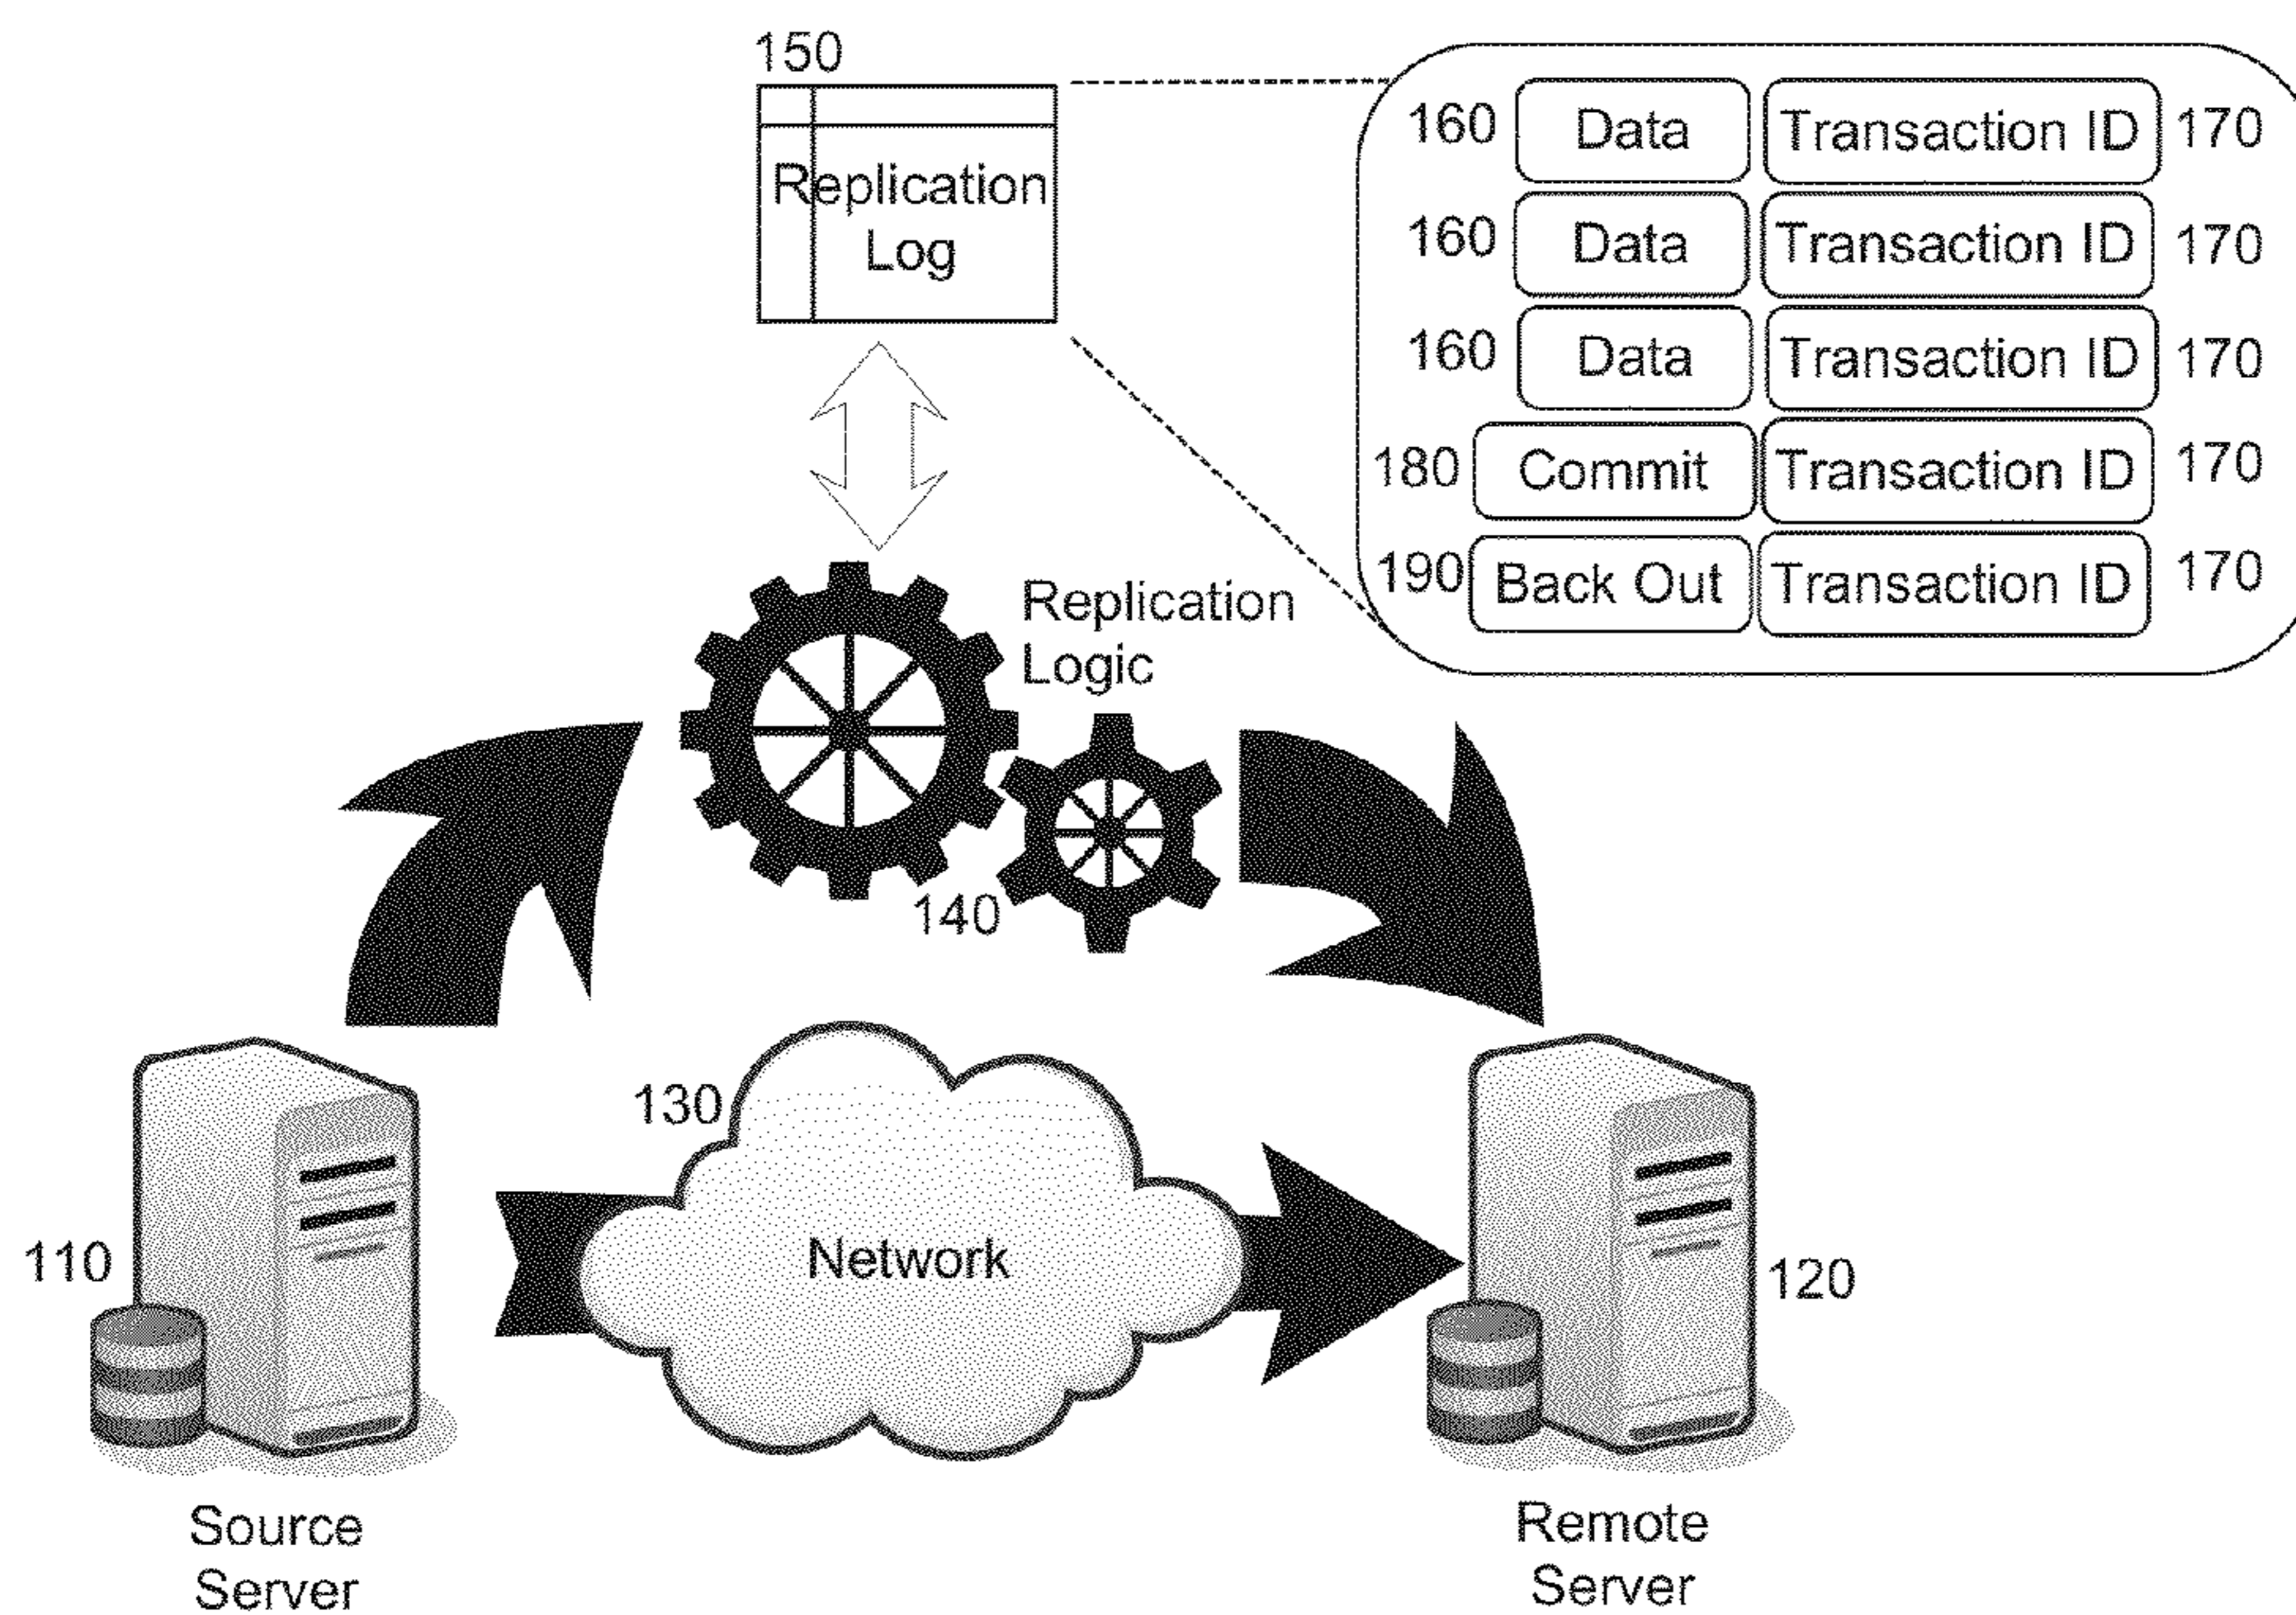 150
Replication
Log
160 Data Transaction ID 170
160 Data Transaction ID 170
160 Data Transaction ID 170
180 Commit Transaction ID 170
190 Back Out Transaction ID 170
Replication
Logic
140
130
Network
110
120
Source
Server
Remote
Server